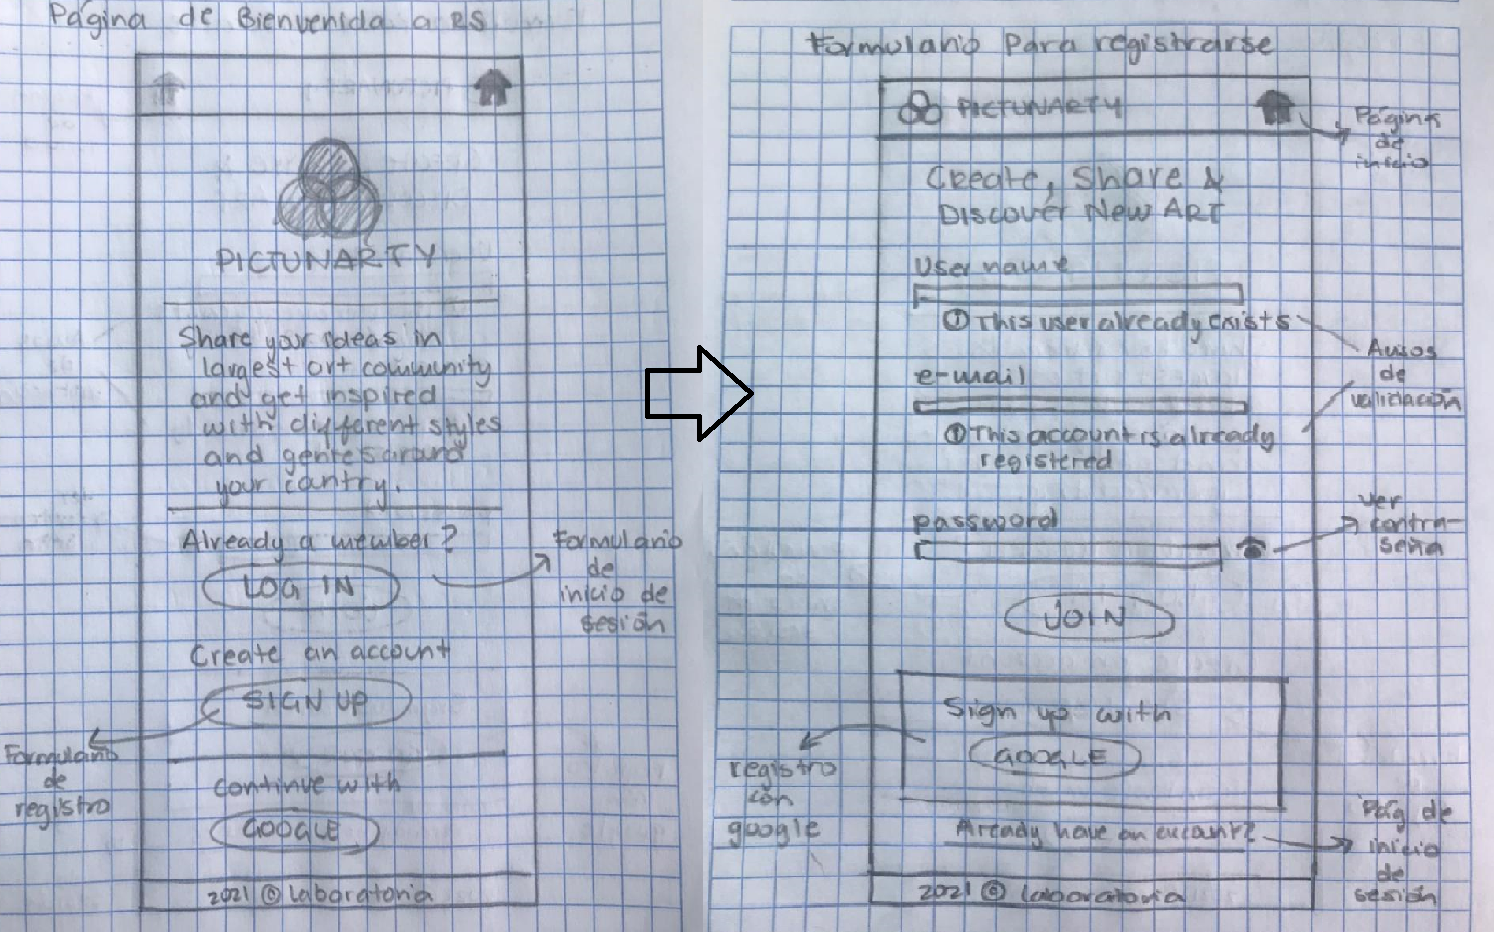 Página de Bienvenida a RS
PICTUNARTY
Share your ideas in
largest art community
and get inspired
with different styles
and gentes around
your cantry.
Already a member?
LOG IN
Formulario
de
inicio de
sesión
Create an account
SIGN UP
Formulario
de
registro
continue with
GOOGLE
2021 © Laboratoria
Formulario Para registrarse
PICTUNARTY
Página
de
inicio
Create, Share &
DISCOVER NEW ART
User name
! This user already exists
Avisos
de
validación
e-mail
! This account is already
registered
password
ver
contra-
seña
JOIN
Sign up with
GOOGLE
registro
con
google
Already have an account?
Pág de
inicio
de
sesión
2021 © Laboratoria